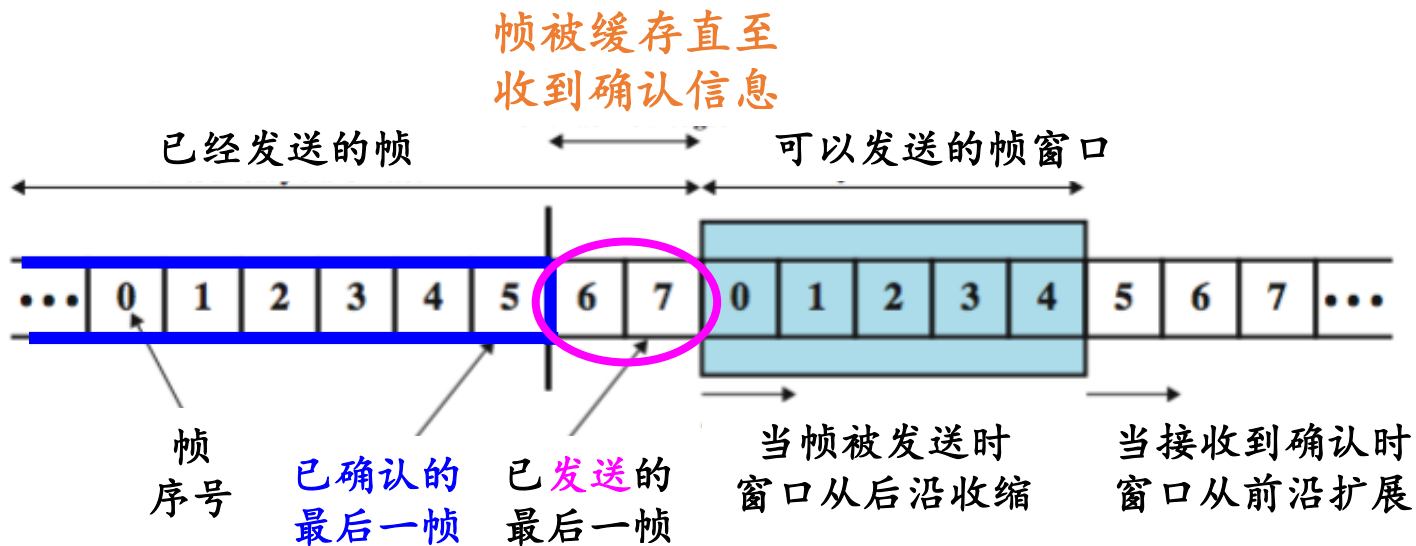 帧被缓存直至
收到确认信息
已经发送的帧
可以发送的帧窗口
••• 0 1 2 3 4 5 6 7 0 1 2 3 4 5 6 7 •••
帧
序号
已确认的
最后一帧
已发送的
最后一帧
当帧被发送时
窗口从后沿收缩
当接收到确认时
窗口从前沿扩展